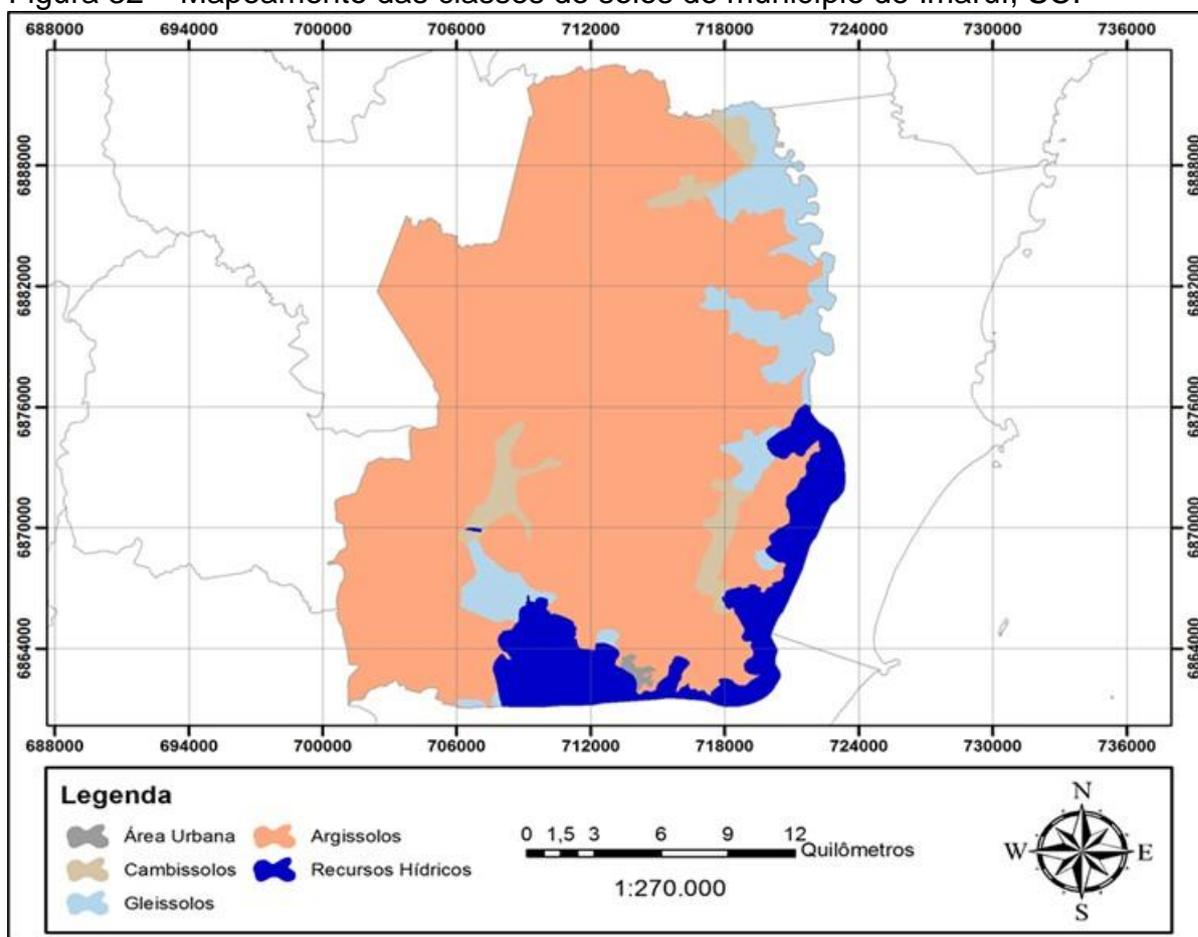 Figura 32 – Mapeamento das classes de solos do município de Imaruí, SC.
688000 694000 700000 706000 712000 718000 724000 730000 736000
6888000 6888000
6882000 6882000
6876000 6876000
6870000 6870000
6864000 6864000
688000 694000 700000 706000 712000 718000 724000 730000 736000
Legenda
Área Urbana
Cambissolos
Gleissolos
Argissolos
Recursos Hídricos
0 1,5 3 6 9 12
Quilômetros
1:270.000
N
W E
S